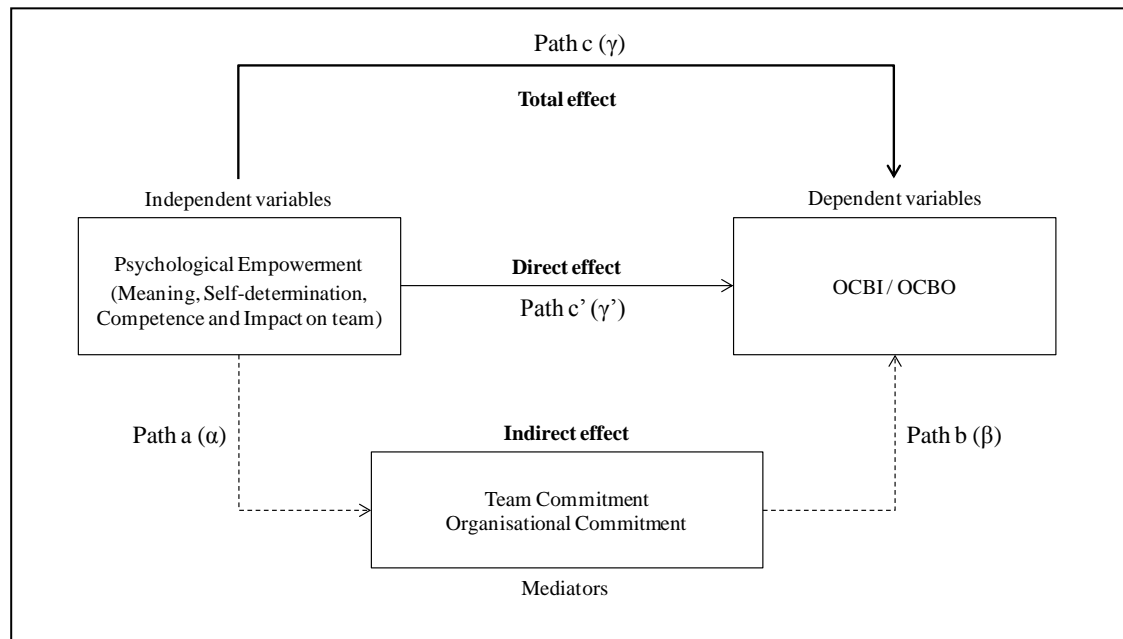 Path c (γ)
Total effect
Independent variables
Dependent variables
Psychological Empowerment
(Meaning, Self-determination,
Competence and Impact on team)
Direct effect
Path c’ (γ’)
OCBI / OCBO
Path a (α)
Indirect effect
Path b (β)
Team Commitment
Organisational Commitment
Mediators